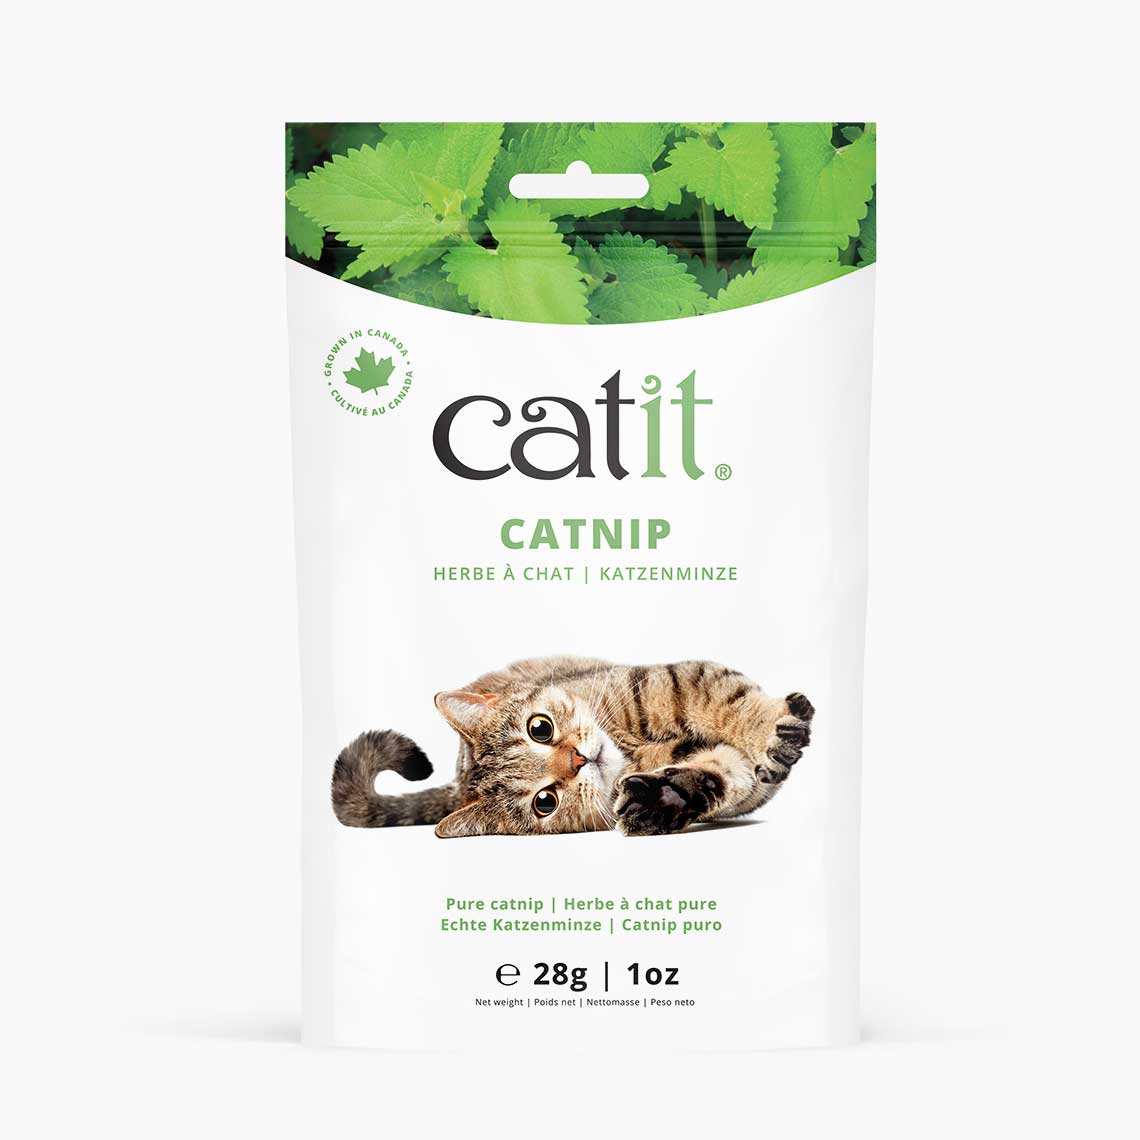 • GROWN IN CANADA •
CULTIVÉ AU CANADA
catit®
CATNIP
HERBE À CHAT | KATZENMINZE
Pure catnip | Herbe à chat pure
Echte Katzenminze | Catnip puro
℮ 28g | 1oz
Net weight | Poids net | Nettomasse | Peso neto